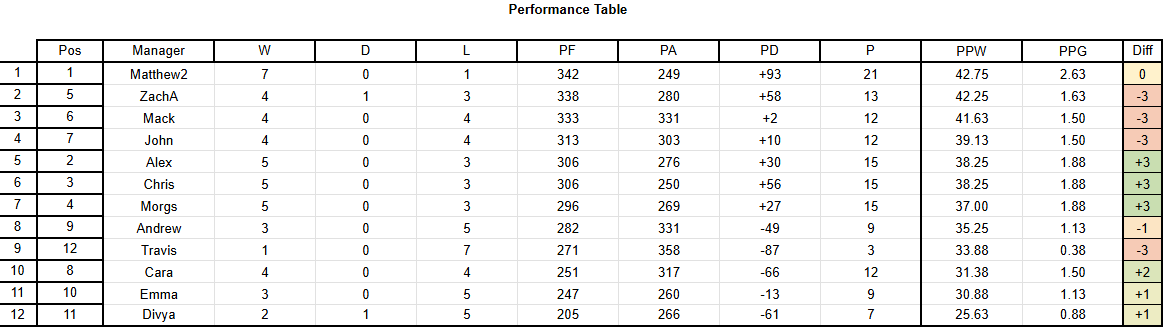 Performance Table
Pos Manager W D L PF PA PD P PPW PPG Diff
1 1 Matthew2 7 0 1 342 249 +93 21 42.75 2.63 0
2 5 ZachA 4 1 3 338 280 +58 13 42.25 1.63 -3
3 6 Mack 4 0 4 333 331 +2 12 41.63 1.50 -3
4 7 John 4 0 4 313 303 +10 12 39.13 1.50 -3
5 2 Alex 5 0 3 306 276 +30 15 38.25 1.88 +3
6 3 Chris 5 0 3 306 250 +56 15 38.25 1.88 +3
7 4 Morgs 5 0 3 296 269 +27 15 37.00 1.88 +3
8 9 Andrew 3 0 5 282 331 -49 9 35.25 1.13 -1
9 12 Travis 1 0 7 271 358 -87 3 33.88 0.38 -3
10 8 Cara 4 0 4 251 317 -66 12 31.38 1.50 +2
11 10 Emma 3 0 5 247 260 -13 9 30.88 1.13 +1
12 11 Divya 2 1 5 205 266 -61 7 25.63 0.88 +1